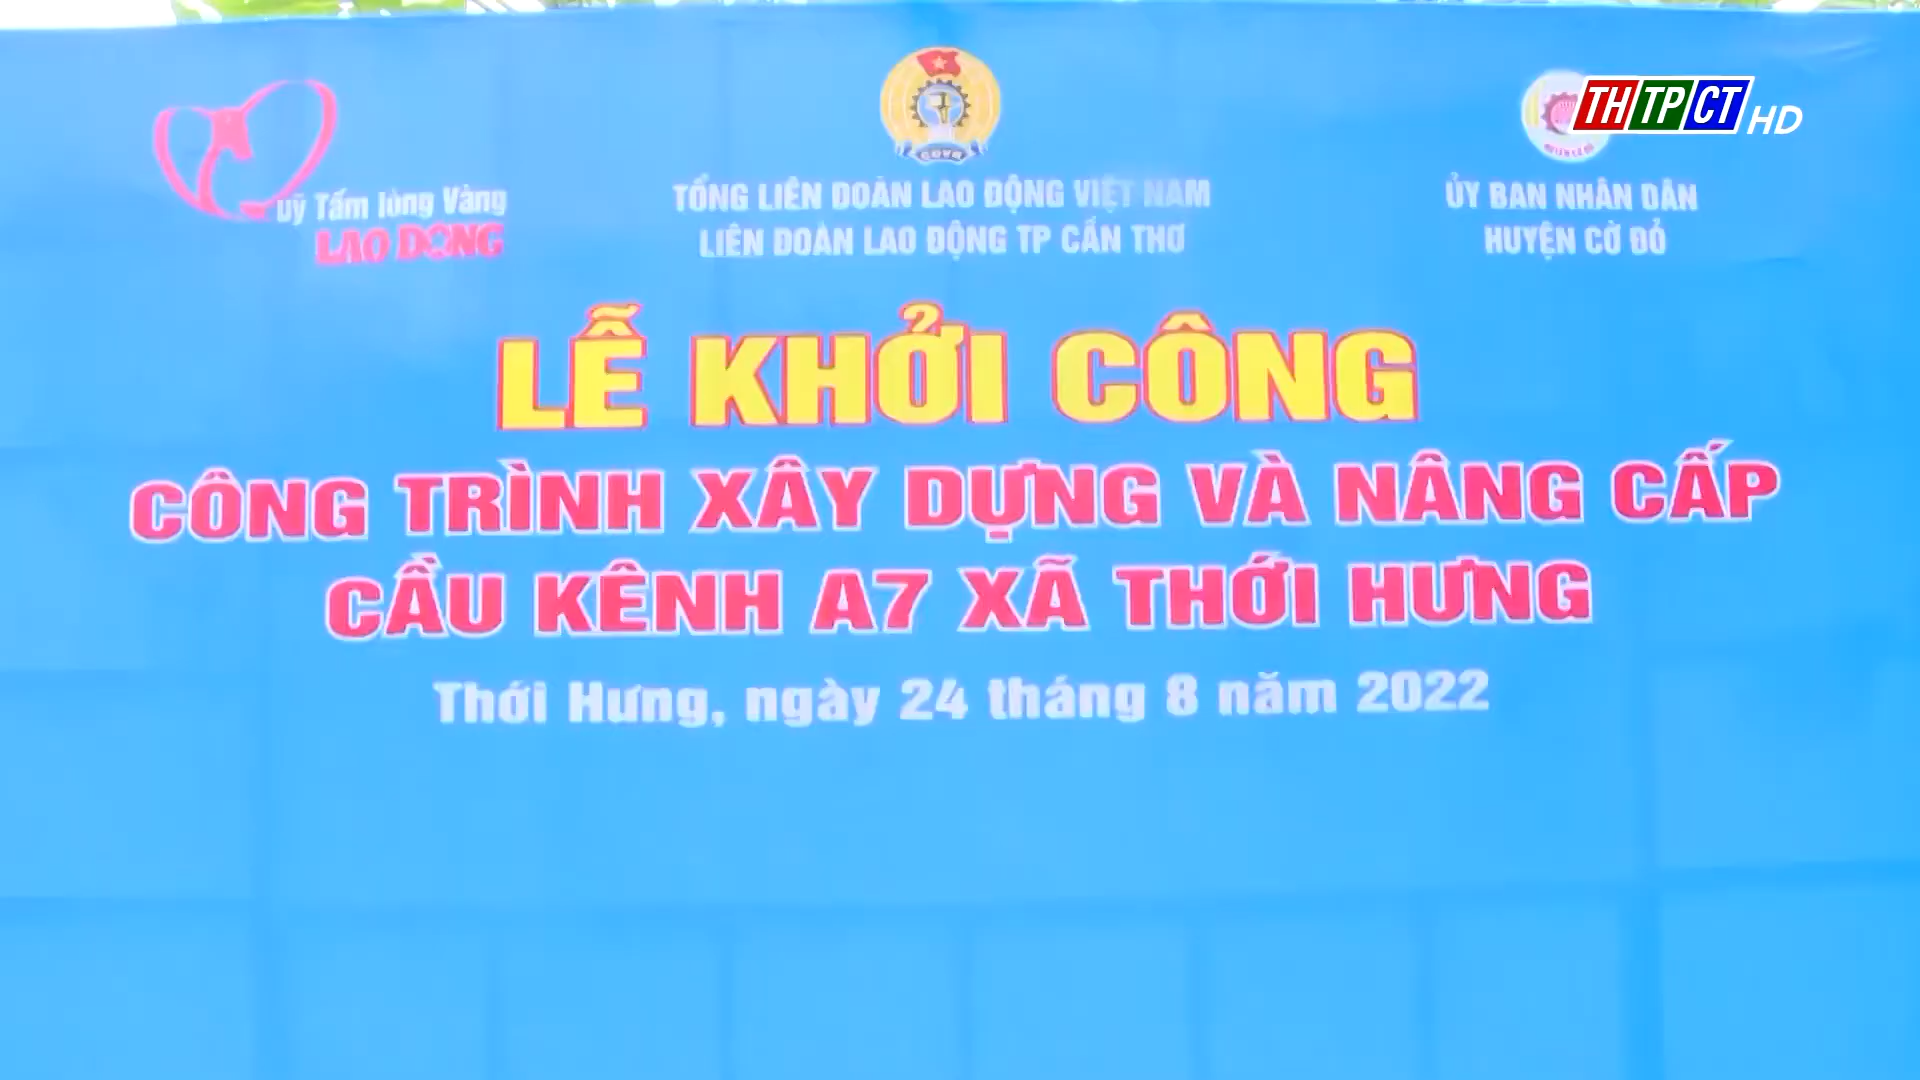 uỹ Tấm lòng Vàng
LAO ĐỘNG
TỔNG LIÊN ĐOÀN LAO ĐỘNG VIỆT NAM
LIÊN ĐOÀN LAO ĐỘNG TP CẦN THƠ
THTPCT HD
ỦY BAN NHÂN DÂN
HUYỆN CỜ ĐỎ
LỄ KHỞI CÔNG
CÔNG TRÌNH XÂY DỰNG VÀ NÂNG CẤP
CẦU KÊNH A7 XÃ THỚI HƯNG
Thới Hưng, ngày 24 tháng 8 năm 2022